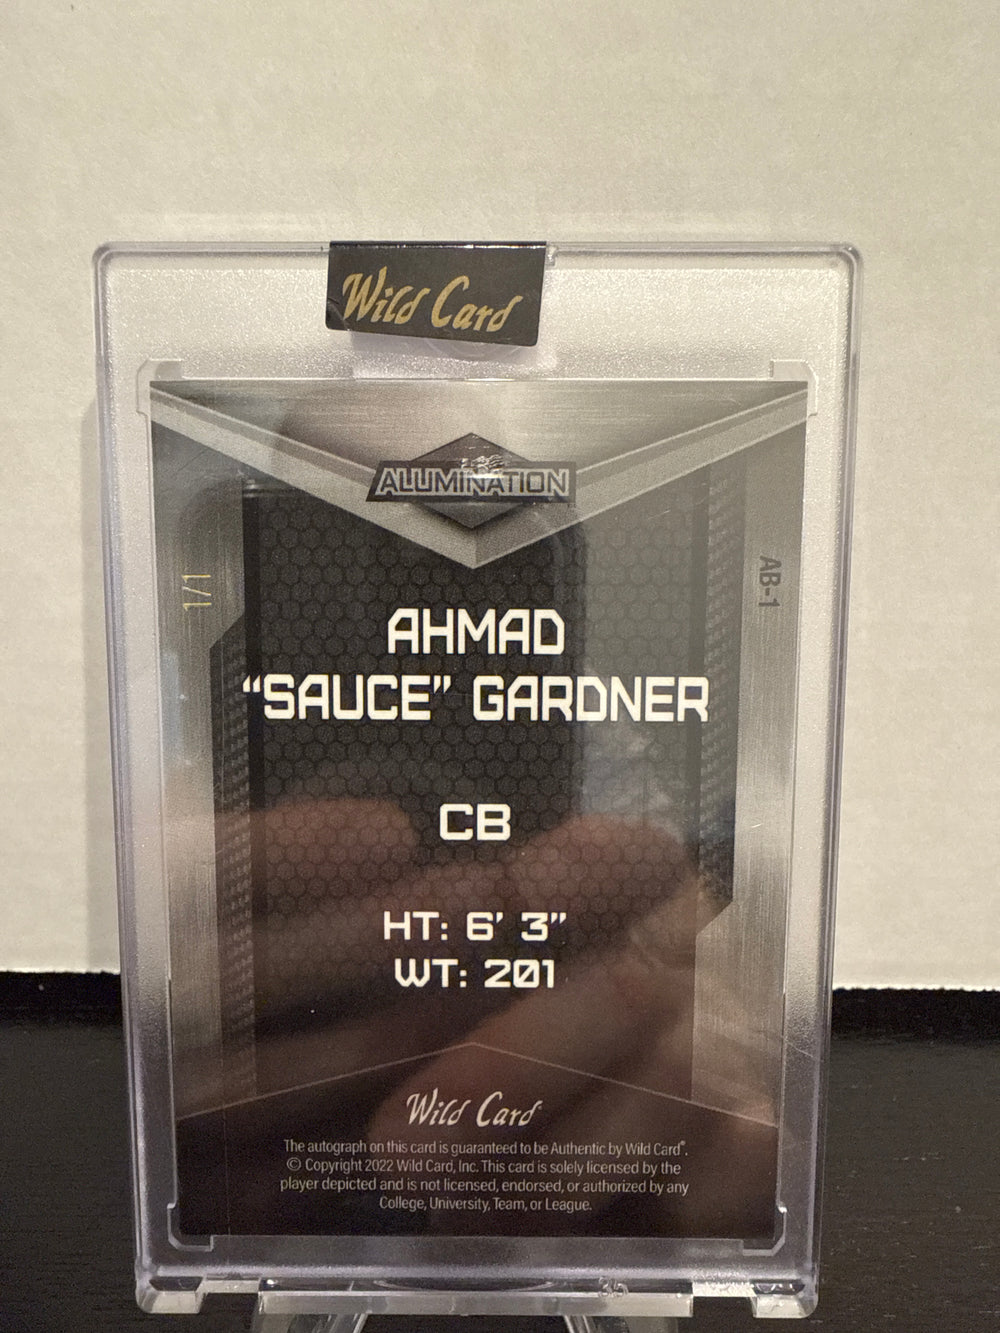 Wild Card
ALUMINATION
1/1
AB-1
AHMAD
“SAUCE” GARDNER
CB
HT: 6’ 3”
WT: 201
Wild Card
The autograph on this card is guaranteed to be Authentic by Wild Card®.
© Copyright 2022 Wild Card, Inc. This card is solely licensed by the
player depicted and is not licensed, endorsed, or authorized by any
College, University, Team, or League.